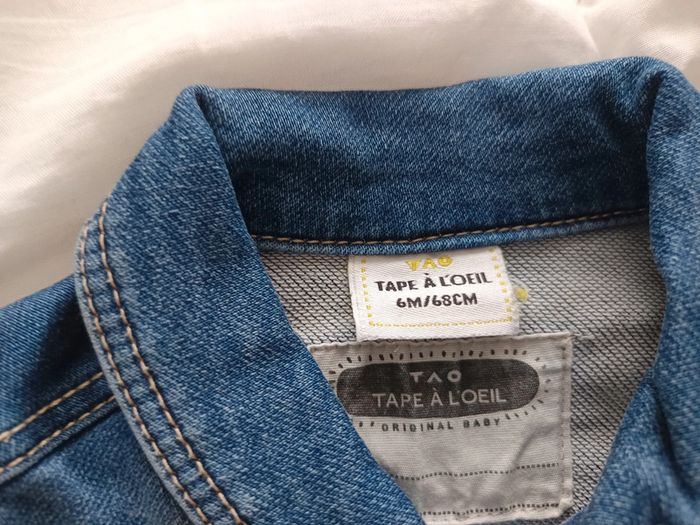 TAO
TAPE À L'OEIL
6M/68CM
TAO
TAPE À L'OEIL
ORIGINAL BABY